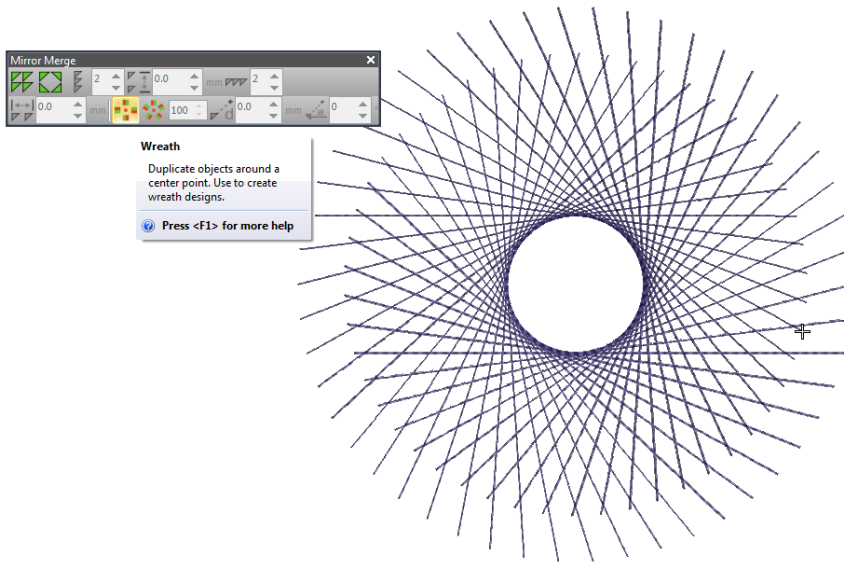 Mirror Merge
2 0.0 mm 2
0.0 mm 100 d 0.0 mm a 0
Wreath
Duplicate objects around a
center point. Use to create
wreath designs.
Press <F1> for more help